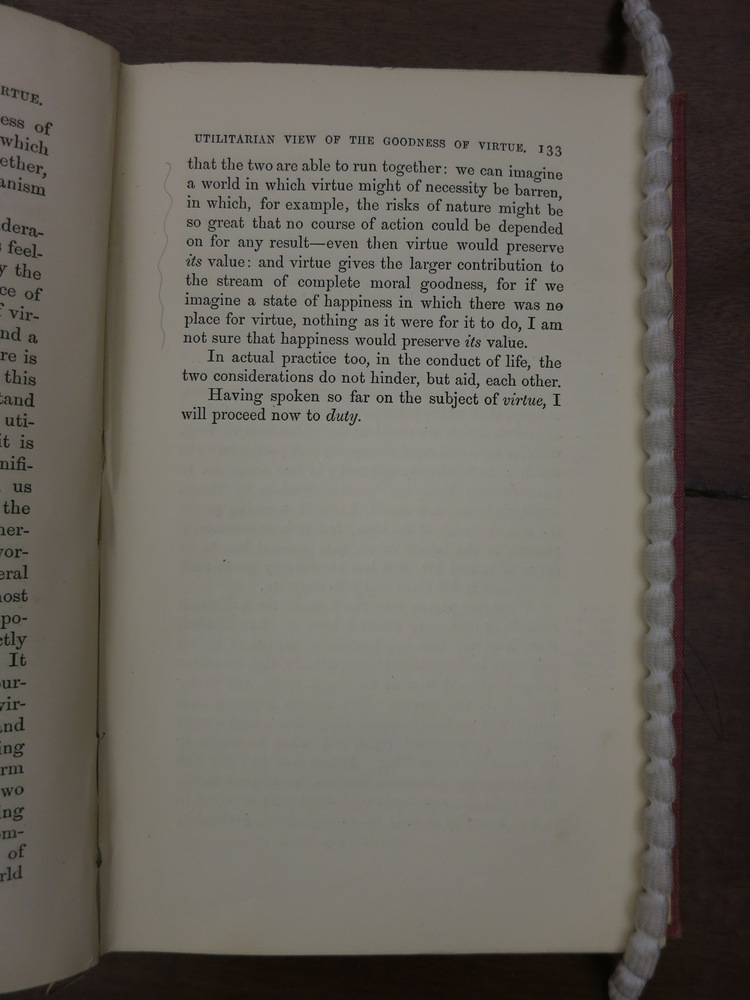 RTUE.
ess of
which
ether,
anism
dera-
feel-
y the
ce of
vir-
nd a
re is
this
tand
uti-
it is
nifi-
us
the
her-
vor-
eral
nost
po-
ctly
It
ur-
vir-
and
ing
rm
two
ing
m-
of
rld
UTILITARIAN VIEW OF THE GOODNESS OF VIRTUE. 133
that the two are able to run together: we can imagine
a world in which virtue might of necessity be barren,
in which, for example, the risks of nature might be
so great that no course of action could be depended
on for any result—even then virtue would preserve
its value: and virtue gives the larger contribution to
the stream of complete moral goodness, for if we
imagine a state of happiness in which there was no
place for virtue, nothing as it were for it to do, I am
not sure that happiness would preserve its value.
In actual practice too, in the conduct of life, the
two considerations do not hinder, but aid, each other.
Having spoken so far on the subject of virtue, I
will proceed now to duty.